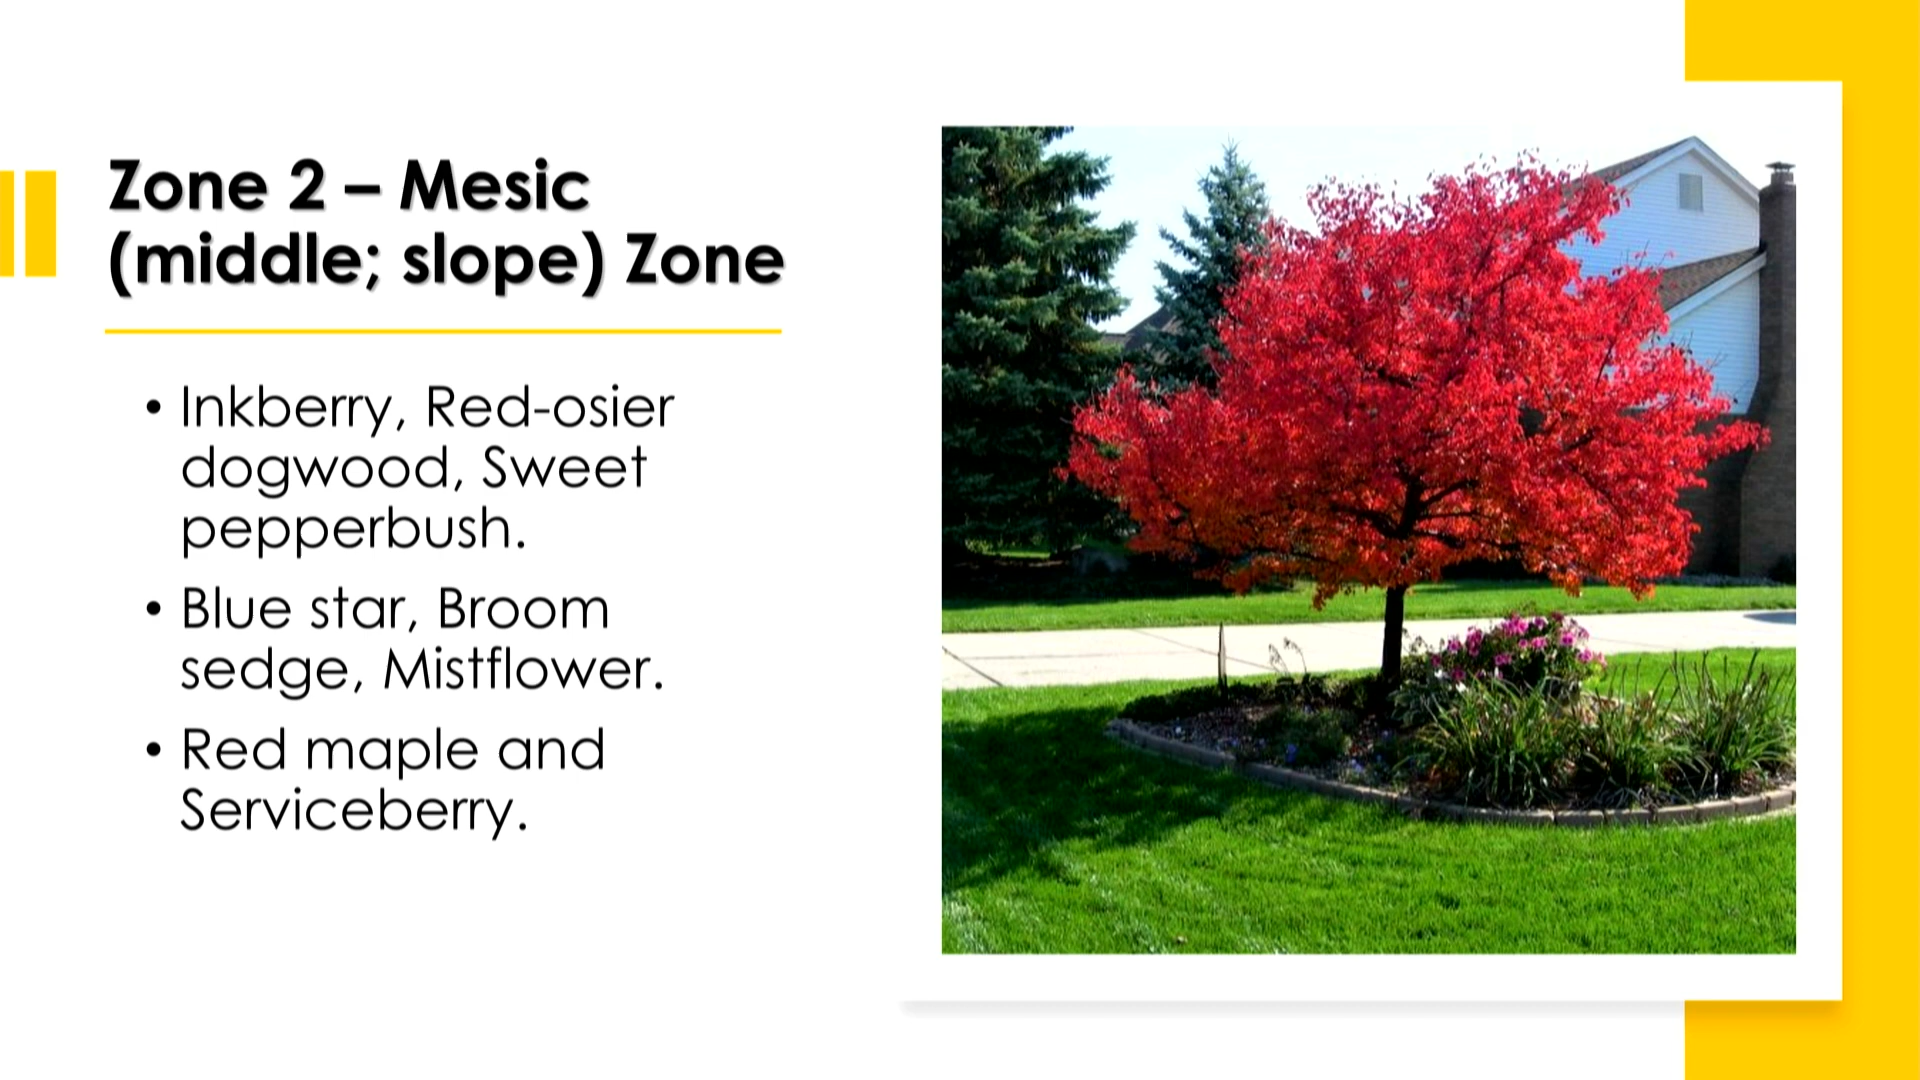 Zone 2 – Mesic
(middle; slope) Zone
• Inkberry, Red-osier
dogwood, Sweet
pepperbush.
• Blue star, Broom
sedge, Mistflower.
• Red maple and
Serviceberry.